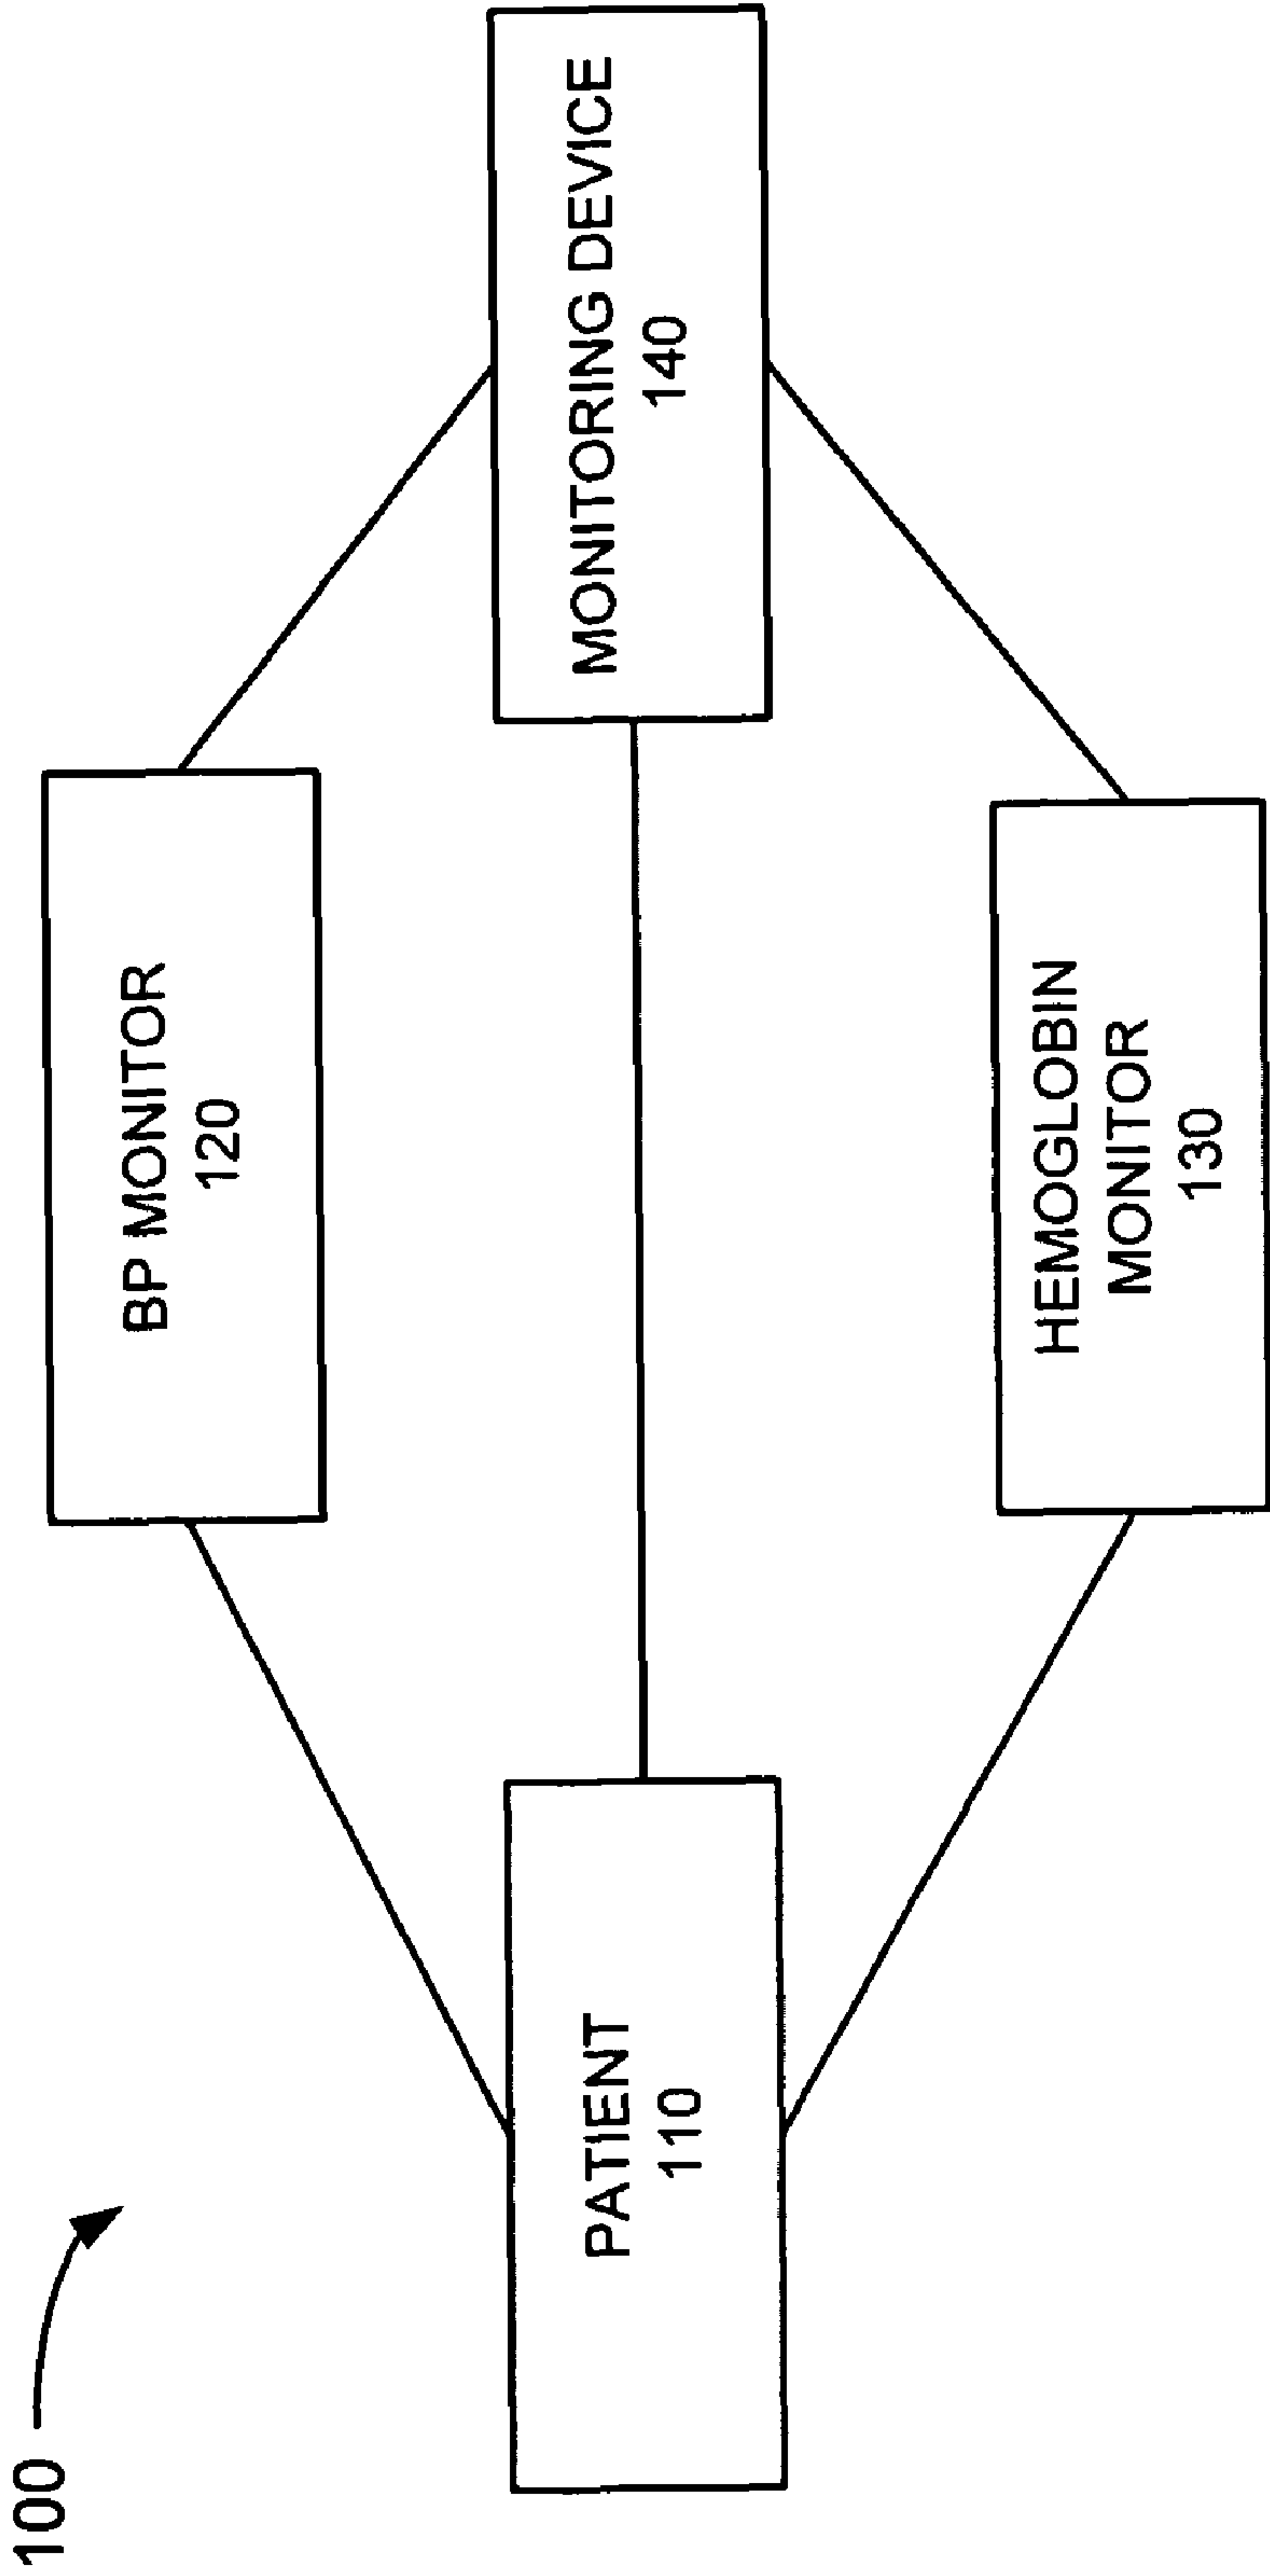 100
BP MONITOR
120
PATIENT
110
MONITORING DEVICE
140
HEMOGLOBIN
MONITOR
130